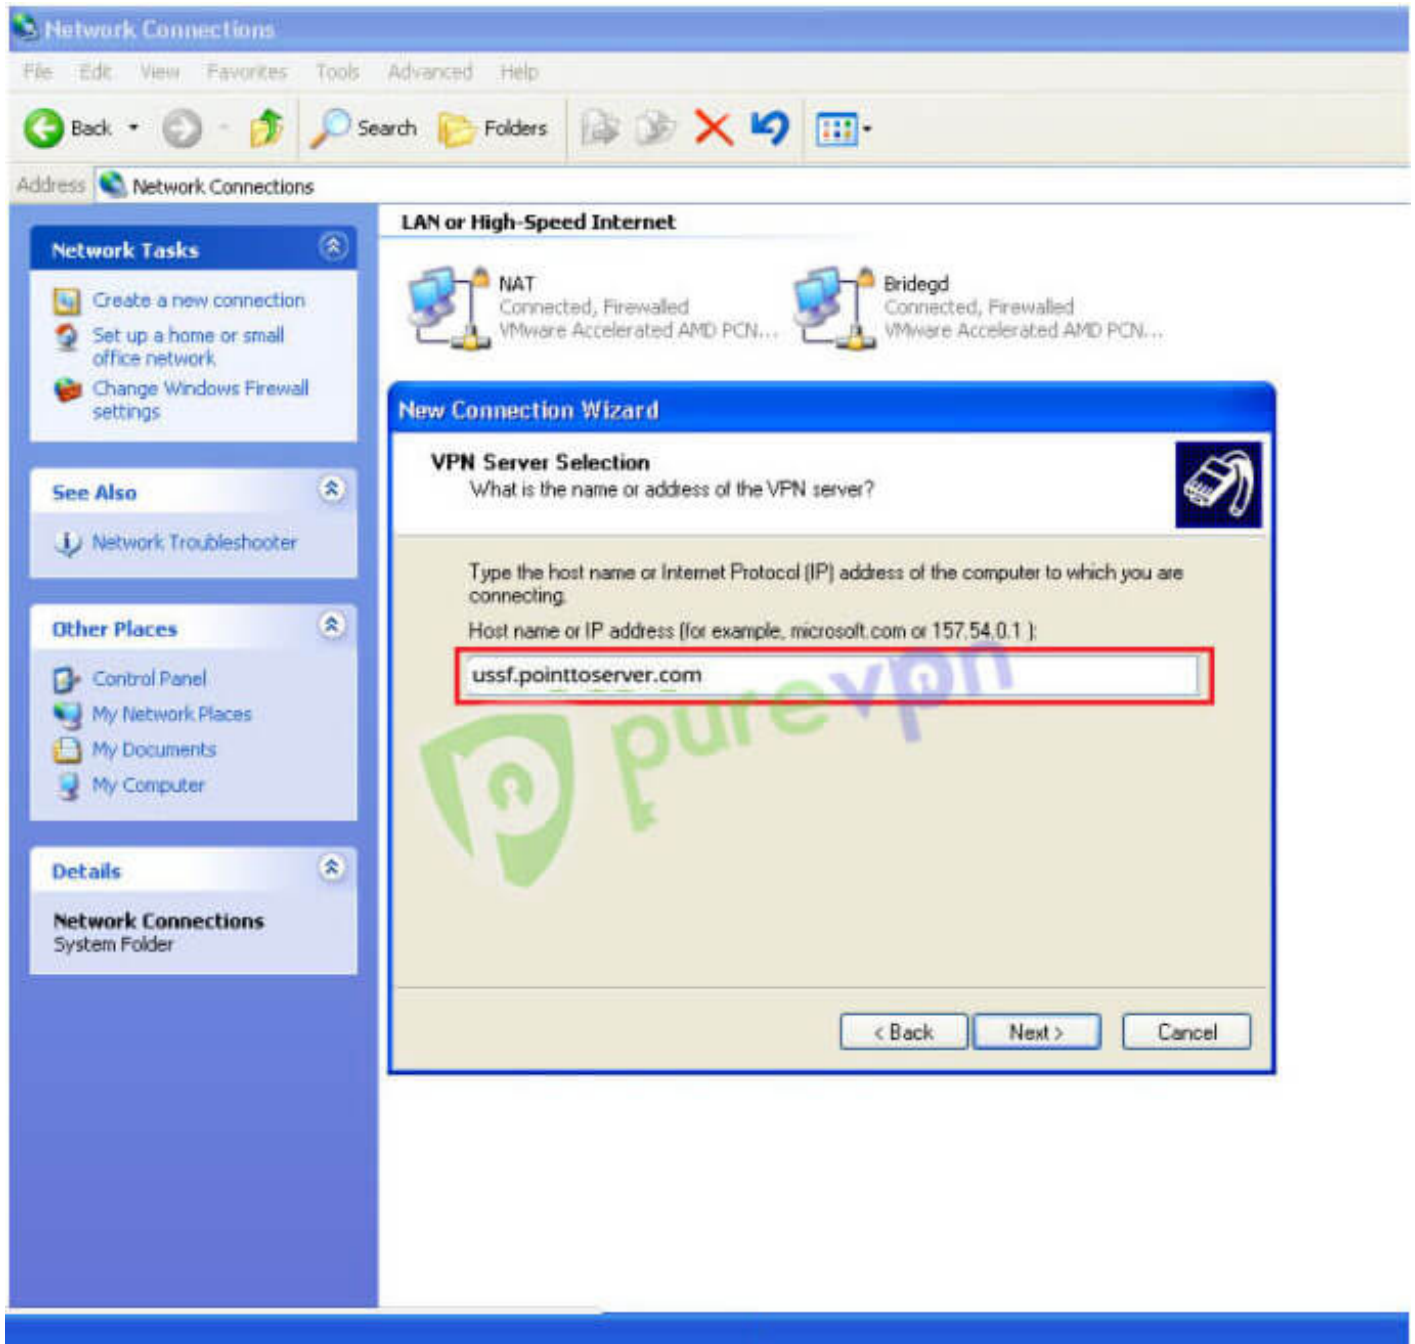 Network Connections
File Edit View Favorites Tools Advanced Help
Back Search Folders
Address Network Connections
Network Tasks
Create a new connection
Set up a home or small
office network
Change Windows Firewall
settings
See Also
Network Troubleshooter
Other Places
Control Panel
My Network Places
My Documents
My Computer
Details
Network Connections
System Folder
LAN or High-Speed Internet
NAT
Connected, Firewalled
VMware Accelerated AMD PCN...
Bridegd
Connected, Firewalled
VMware Accelerated AMD PCN...
New Connection Wizard
VPN Server Selection
What is the name or address of the VPN server?
Type the host name or Internet Protocol (IP) address of the computer to which you are
connecting.
Host name or IP address (for example, microsoft.com or 157.54.0.1 ):
ussf.pointtoserver.com
purevpn
< Back Next > Cancel